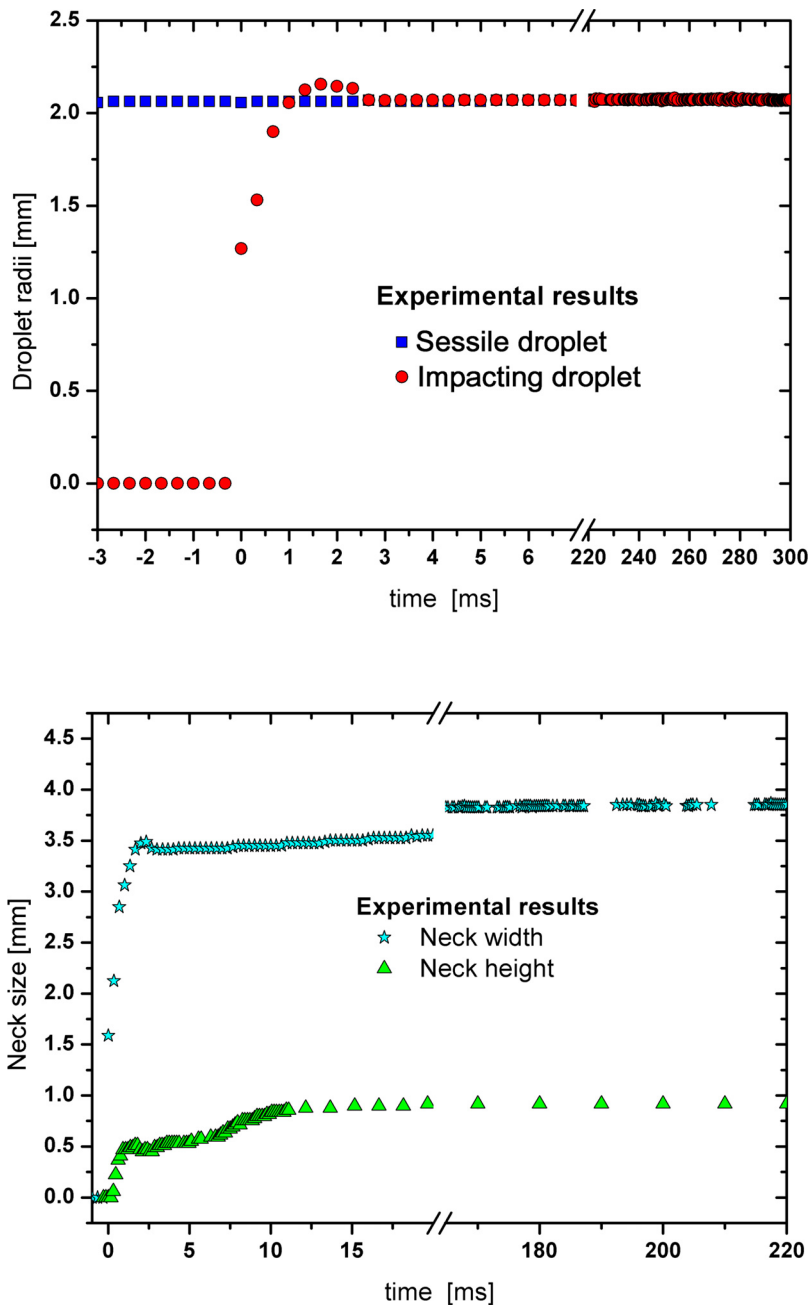 2.5
2.0
1.5
1.0
0.5
0.0
Droplet radii [mm]
Experimental results
Sessile droplet
Impacting droplet
-3 -2 -1 0 1 2 3 4 5 6 7 220 240 260 280 300
time [ms]
4.5
4.0
3.5
3.0
2.5
2.0
1.5
1.0
0.5
0.0
Neck size [mm]
Experimental results
Neck width
Neck height
0 5 10 15 180 200 220
time [ms]